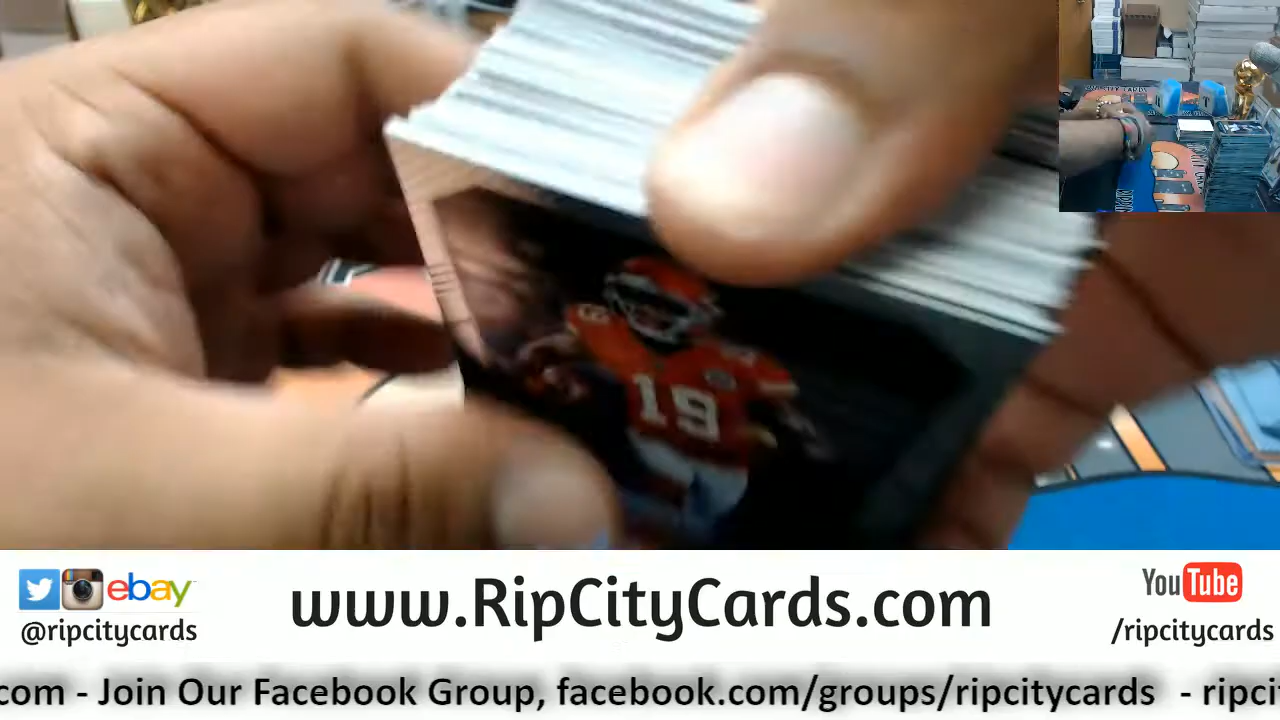 19
ebay
@ripcitycards
www.RipCityCards.com
YouTube
/ripcitycards
com - Join Our Facebook Group, facebook.com/groups/ripcitycards - ripci